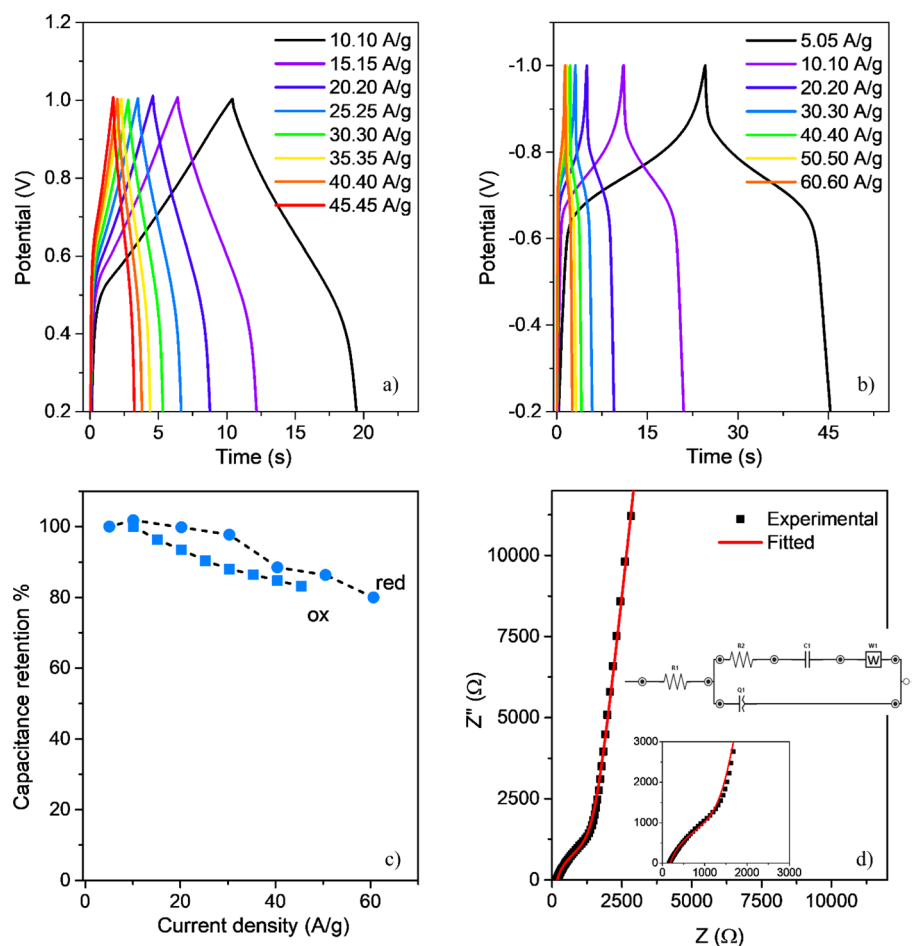 10.10 A/g
15.15 A/g
20.20 A/g
25.25 A/g
30.30 A/g
35.35 A/g
40.40 A/g
45.45 A/g
1.2
1.0
0.8
0.6
0.4
0.2
Potential (V)
0 5 10 15 20
Time (s)
a)
5.05 A/g
10.10 A/g
20.20 A/g
30.30 A/g
40.40 A/g
50.50 A/g
60.60 A/g
-1.0
-0.8
-0.6
-0.4
-0.2
Potential (V)
0 15 30 45
Time (s)
b)
100
80
60
40
20
0
Capacitance retention %
red
ox
0 20 40 60
Current density (A/g)
c)
Experimental
Fitted
10000
7500
5000
2500
0
Z" (Ω)
R1
R2
C1
W1
W
Q1
3000
2000
1000
0
0 1000 2000 3000
0 2500 5000 7500 10000
Z (Ω)
d)